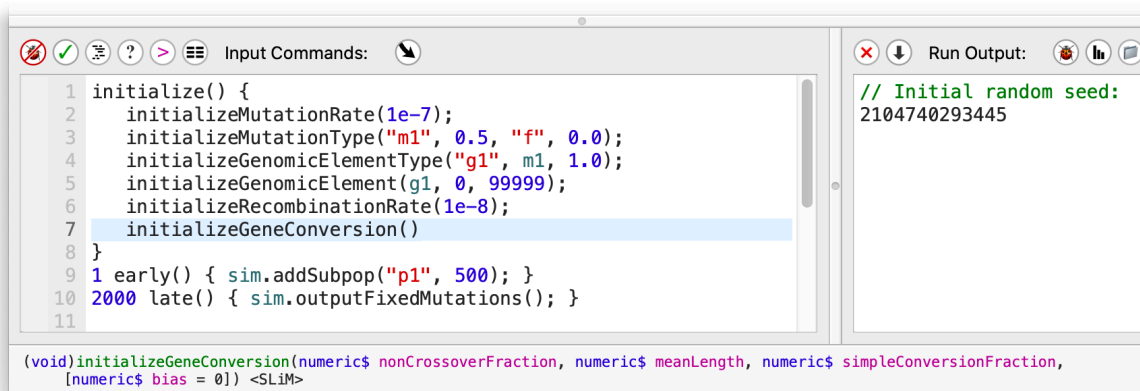 Input Commands:
Run Output:
1 initialize() {
2 initializeMutationRate(1e-7);
3 initializeMutationType("m1", 0.5, "f", 0.0);
4 initializeGenomicElementType("g1", m1, 1.0);
5 initializeGenomicElement(g1, 0, 99999);
6 initializeRecombinationRate(1e-8);
7 initializeGeneConversion()
8 }
9 1 early() { sim.addSubpop("p1", 500); }
10 2000 late() { sim.outputFixedMutations(); }
11
// Initial random seed:
2104740293445
(void)initializeGeneConversion(numeric$ nonCrossoverFraction, numeric$ meanLength, numeric$ simpleConversionFraction,
[numeric$ bias = 0]) <SLiM>